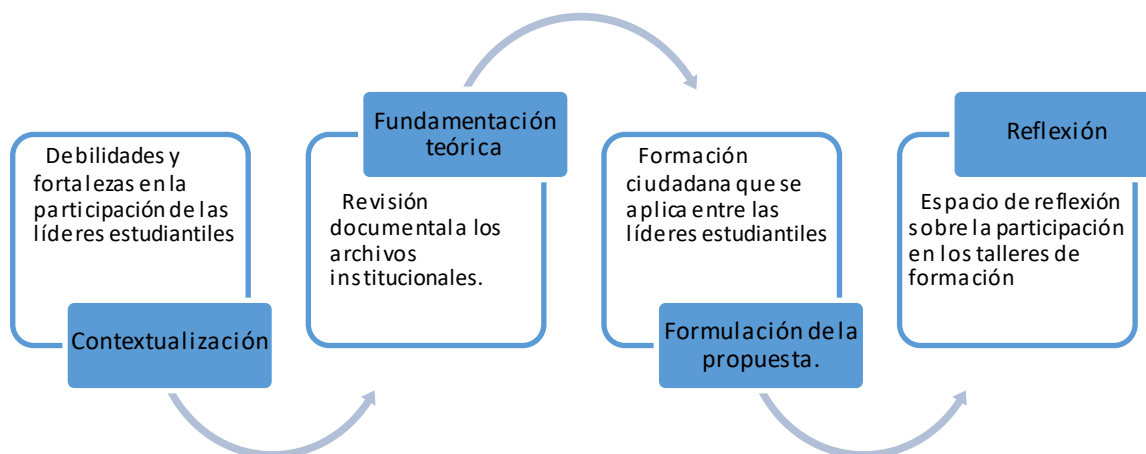 Debilidades y
fortalezas en la
participación de las
líderes estudiantiles
Contextualización
Fundamentación
teórica
Revisión
documental a los
archivos
institucionales.
Formación
ciudadana que se
aplica entre las
líderes estudiantiles
Formulación de la
propuesta.
Reflexión
Espacio de reflexión
sobre la participación
en los talleres de
formación